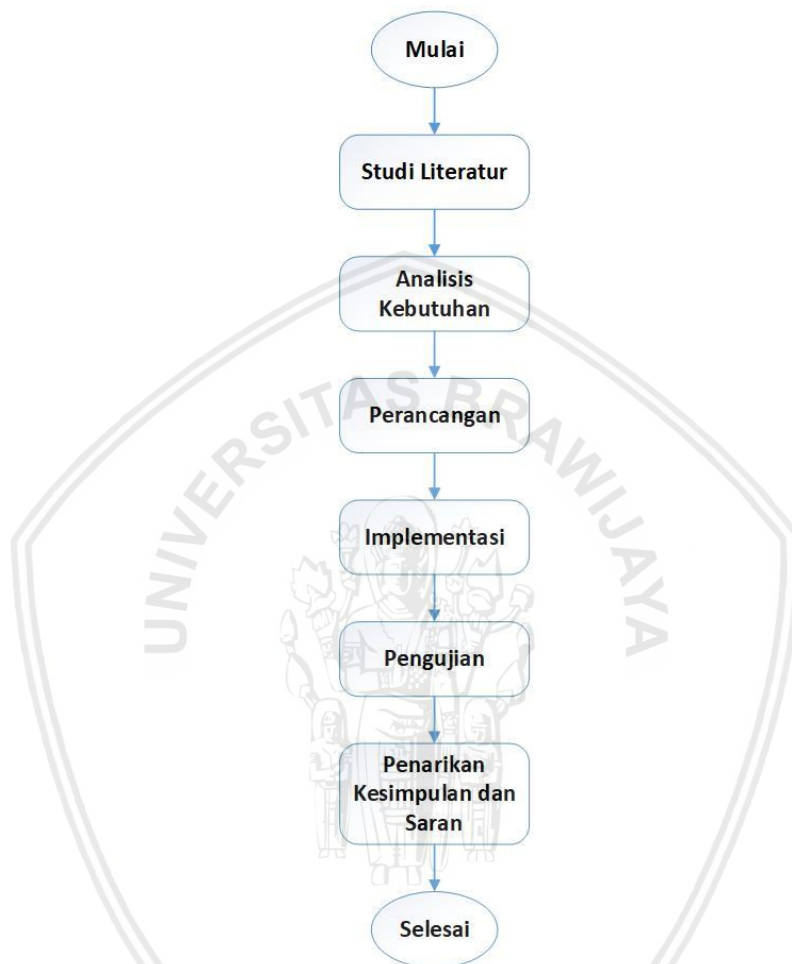 Mulai
Studi Literatur
Analisis
Kebutuhan
Perancangan
UNIVERSITAS BRAWIJAYA
Implementasi
Pengujian
Penarikan
Kesimpulan dan
Saran
Selesai